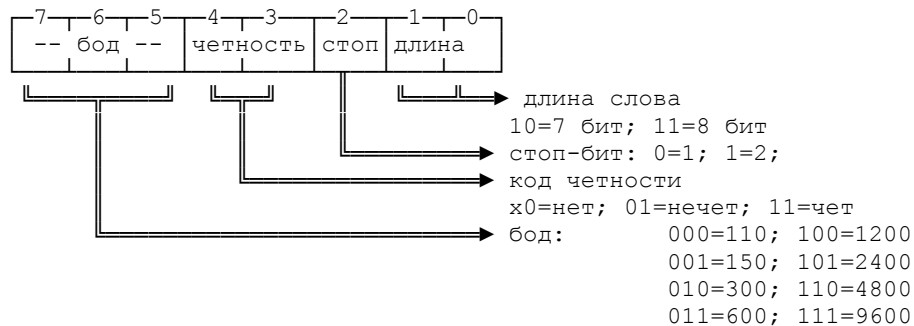 7 6 5 4 3 2 1 0
-- бод -- четность стоп длина
длина слова
10=7 бит; 11=8 бит
стоп-бит: 0=1; 1=2;
код четности
x0=нет; 01=нечет; 11=чет
бод: 000=110; 100=1200
001=150; 101=2400
010=300; 110=4800
011=600; 111=9600